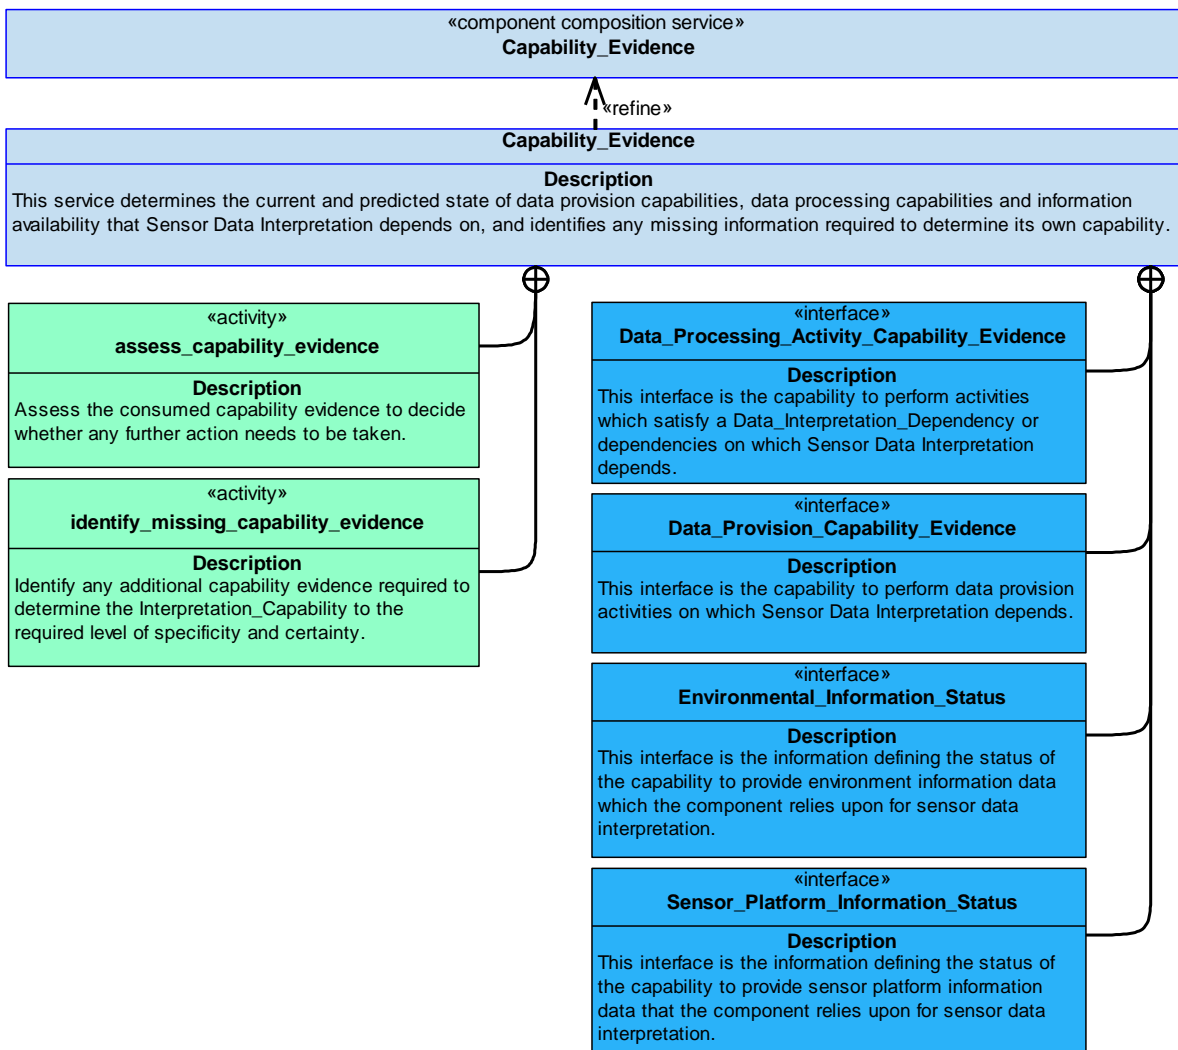 «component composition service»
Capability_Evidence
«refine»
Capability_Evidence
Description
This service determines the current and predicted state of data provision capabilities, data processing capabilities and information
availability that Sensor Data Interpretation depends on, and identifies any missing information required to determine its own capability.
«activity»
assess_capability_evidence
Description
Assess the consumed capability evidence to decide
whether any further action needs to be taken.
«activity»
identify_missing_capability_evidence
Description
Identify any additional capability evidence required to
determine the Interpretation_Capability to the
required level of specificity and certainty.
«interface»
Data_Processing_Activity_Capability_Evidence
Description
This interface is the capability to perform activities
which satisfy a Data_Interpretation_Dependency or
dependencies on which Sensor Data Interpretation
depends.
«interface»
Data_Provision_Capability_Evidence
Description
This interface is the capability to perform data provision
activities on which Sensor Data Interpretation depends.
«interface»
Environmental_Information_Status
Description
This interface is the information defining the status of
the capability to provide environment information data
which the component relies upon for sensor data
interpretation.
«interface»
Sensor_Platform_Information_Status
Description
This interface is the information defining the status of
the capability to provide sensor platform information
data that the component relies upon for sensor data
interpretation.